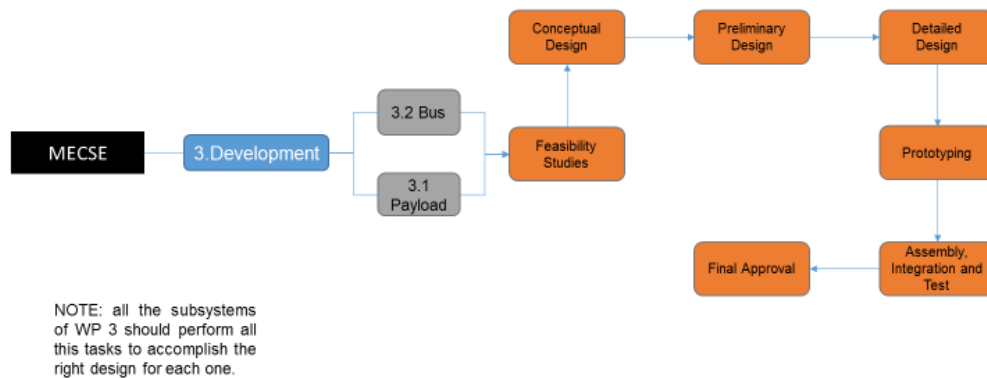 MECSE
3.Development
3.2 Bus
3.1
Payload
Feasibility
Studies
Conceptual
Design
Preliminary
Design
Detailed
Design
Prototyping
Assembly,
Integration and
Test
Final Approval
NOTE: all the subsystems
of WP 3 should perform all
this tasks to accomplish the
right design for each one.